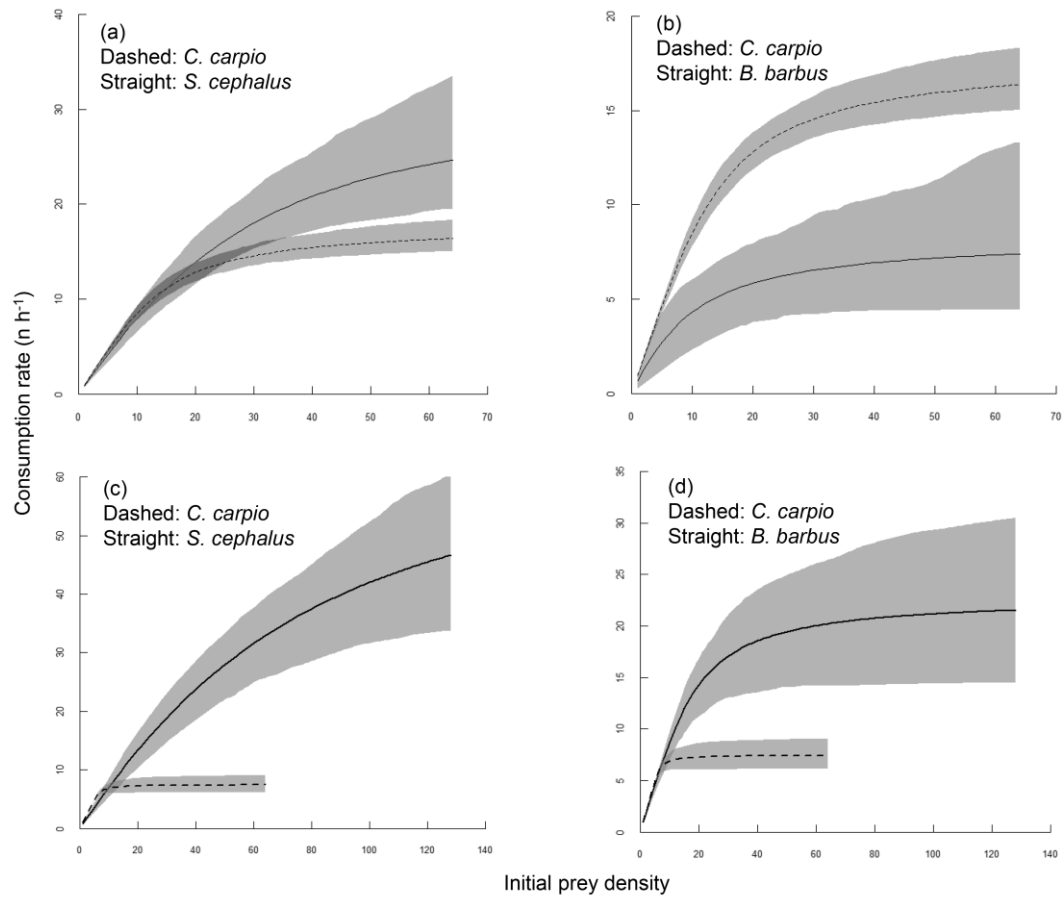 (a)
Dashed: C. carpio
Straight: S. cephalus
40
30
20
10
0
0 10 20 30 40 50 60 70
(b)
Dashed: C. carpio
Straight: B. barbus
20
15
10
5
0
0 10 20 30 40 50 60 70
Consumption rate (n h-1)
(c)
Dashed: C. carpio
Straight: S. cephalus
60
50
40
30
20
10
0
0 20 40 60 80 100 120 140
(d)
Dashed: C. carpio
Straight: B. barbus
35
30
25
20
15
10
5
0
0 20 40 60 80 100 120 140
Initial prey density